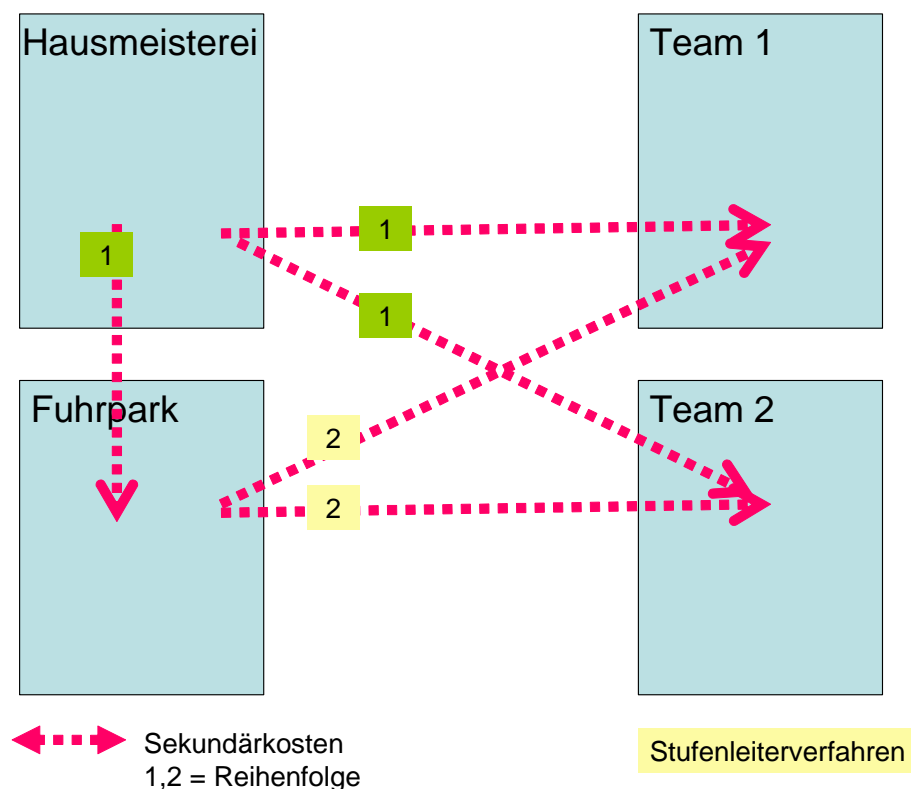 Hausmeisterei
Team 1
1
1
1
Fuhrpark
Team 2
2
2
Sekundärkosten
1,2 = Reihenfolge
Stufenleiterverfahren